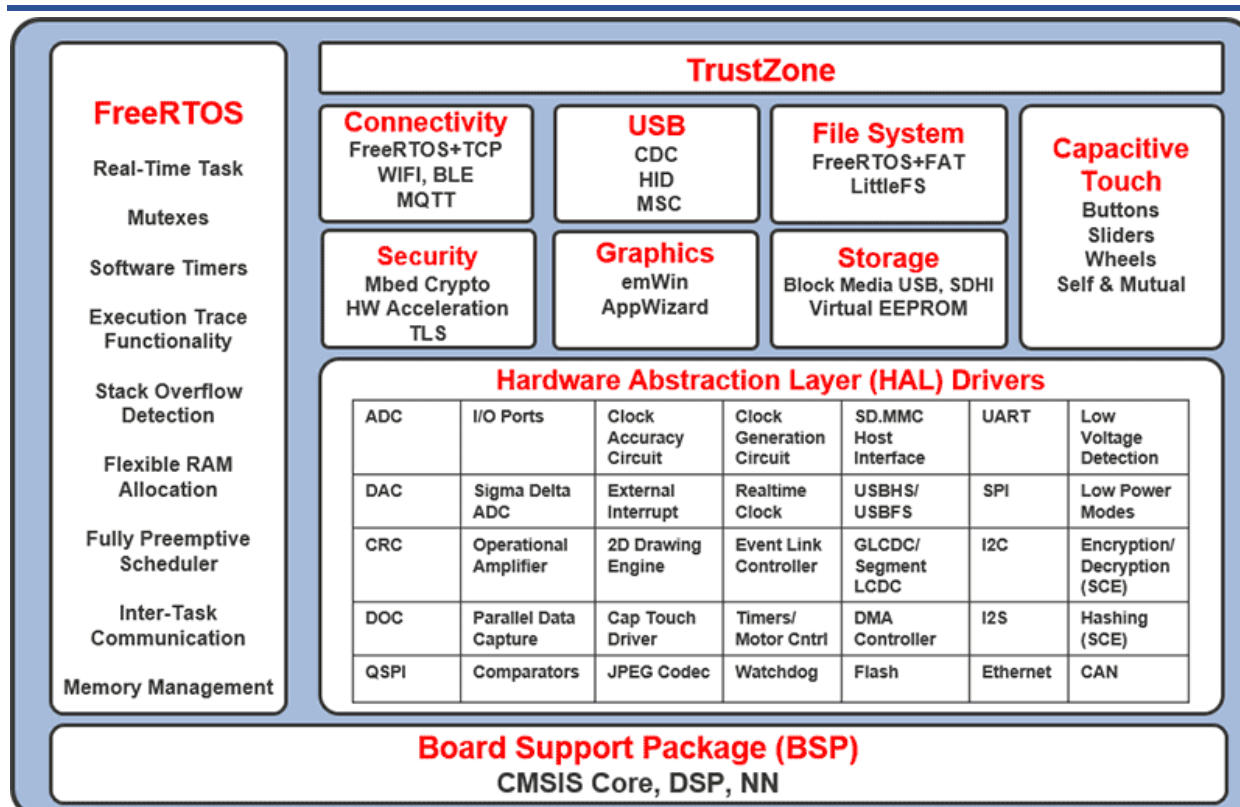 FreeRTOS
Real-Time Task
Mutexes
Software Timers
Execution Trace
Functionality
Stack Overflow
Detection
Flexible RAM
Allocation
Fully Preemptive
Scheduler
Inter-Task
Communication
Memory Management
TrustZone
Connectivity
FreeRTOS+TCP
WIFI, BLE
MQTT
USB
CDC
HID
MSC
File System
FreeRTOS+FAT
LittleFS
Capacitive
Touch
Buttons
Sliders
Wheels
Self & Mutual
Security
Mbed Crypto
HW Acceleration
TLS
Graphics
emWin
AppWizard
Storage
Block Media USB, SDHI
Virtual EEPROM
Hardware Abstraction Layer (HAL) Drivers
ADC
I/O Ports
Clock
Accuracy
Circuit
Clock
Generation
Circuit
SD.MMC
Host
Interface
UART
Low
Voltage
Detection
DAC
Sigma Delta
ADC
External
Interrupt
Realtime
Clock
USBHS/
USBFS
SPI
Low Power
Modes
CRC
Operational
Amplifier
2D Drawing
Engine
Event Link
Controller
GLCDC/
Segment
LCDC
I2C
Encryption/
Decryption
(SCE)
DOC
Parallel Data
Capture
Cap Touch
Driver
Timers/
Motor Cntrl
DMA
Controller
I2S
Hashing
(SCE)
QSPI
Comparators
JPEG Codec
Watchdog
Flash
Ethernet
CAN
Board Support Package (BSP)
CMSIS Core, DSP, NN